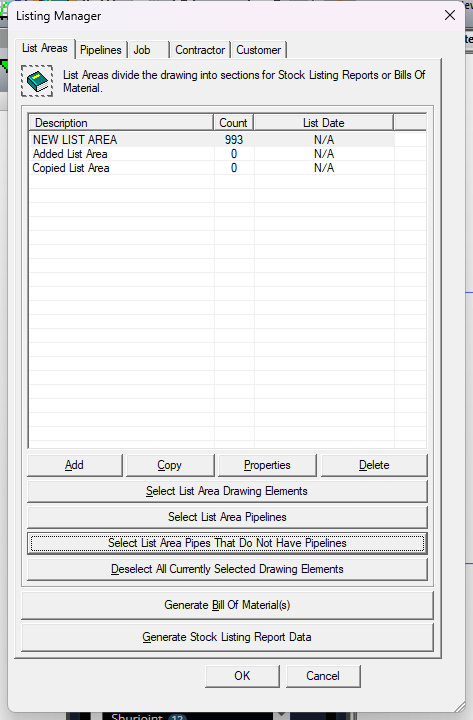 Listing Manager
List Areas Pipelines Job Contractor Customer
List Areas divide the drawing into sections for Stock Listing Reports or Bills Of
Material.
Description Count List Date
NEW LIST AREA 993 N/A
Added List Area 0 N/A
Copied List Area 0 N/A
Add Copy Properties Delete
Select List Area Drawing Elements
Select List Area Pipelines
Select List Area Pipes That Do Not Have Pipelines
Deselect All Currently Selected Drawing Elements
Generate Bill Of Material(s)
Generate Stock Listing Report Data
OK Cancel
Shurjoint 12